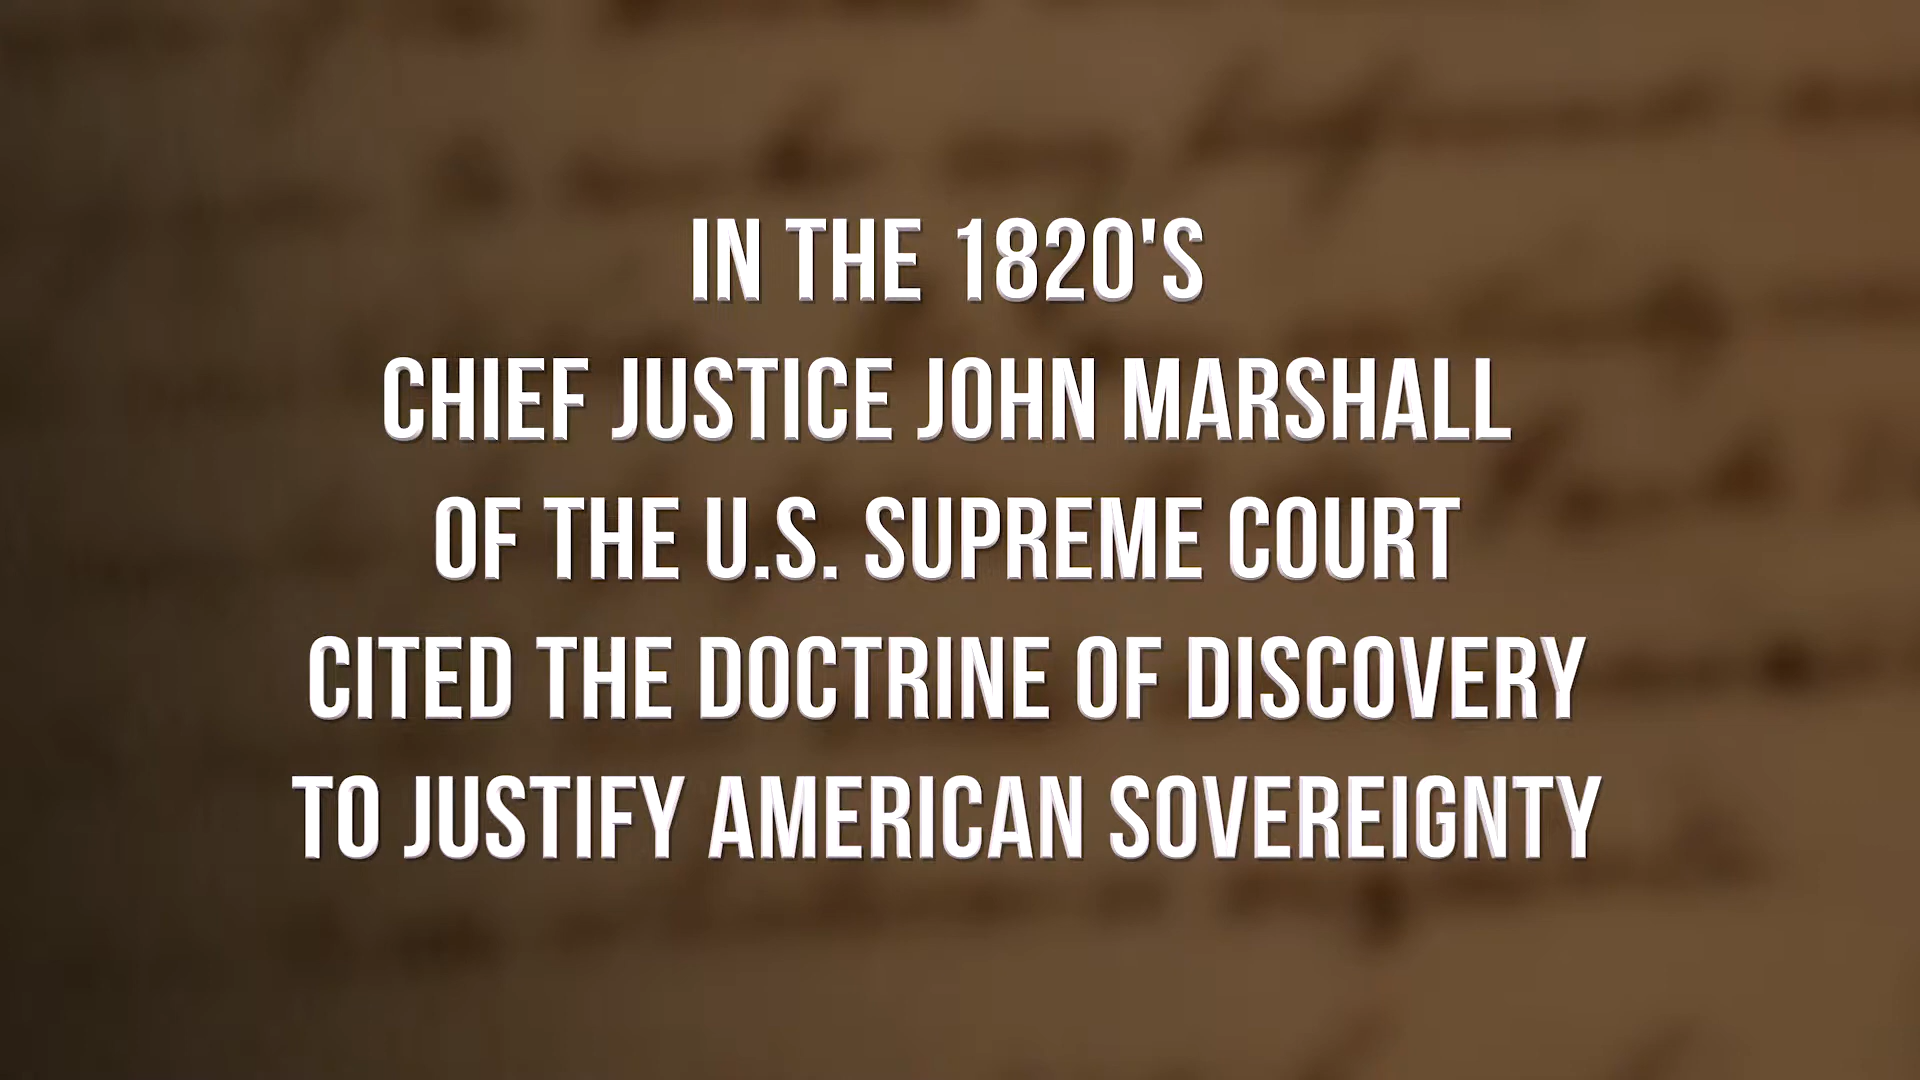 IN THE 1820'S
CHIEF JUSTICE JOHN MARSHALL
OF THE U.S. SUPREME COURT
CITED THE DOCTRINE OF DISCOVERY
TO JUSTIFY AMERICAN SOVEREIGNTY